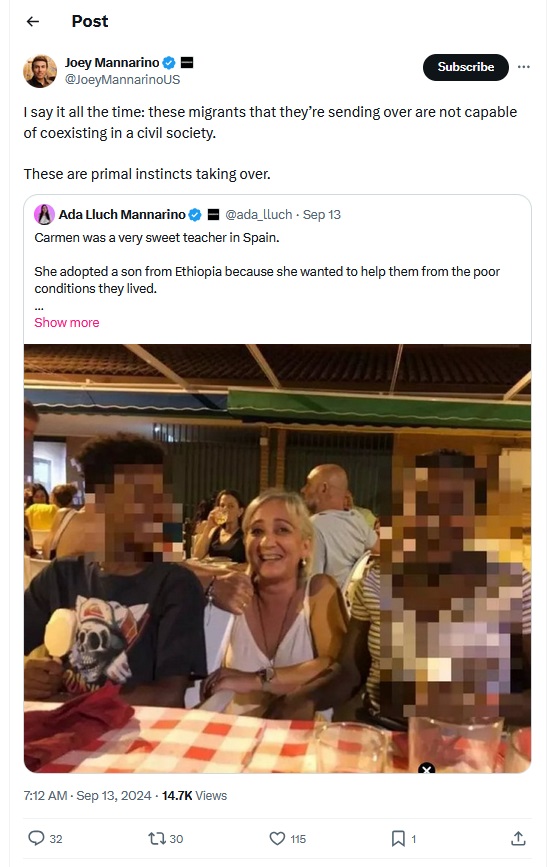 Post
Joey Mannarino
@JoeyMannarinoUS
Subscribe
I say it all the time: these migrants that they’re sending over are not capable
of coexisting in a civil society.
These are primal instincts taking over.
Ada Lluch Mannarino @ada_lluch · Sep 13
Carmen was a very sweet teacher in Spain.
She adopted a son from Ethiopia because she wanted to help them from the poor
conditions they lived.
...
Show more
7:12 AM · Sep 13, 2024 · 14.7K Views
32 30 115 1